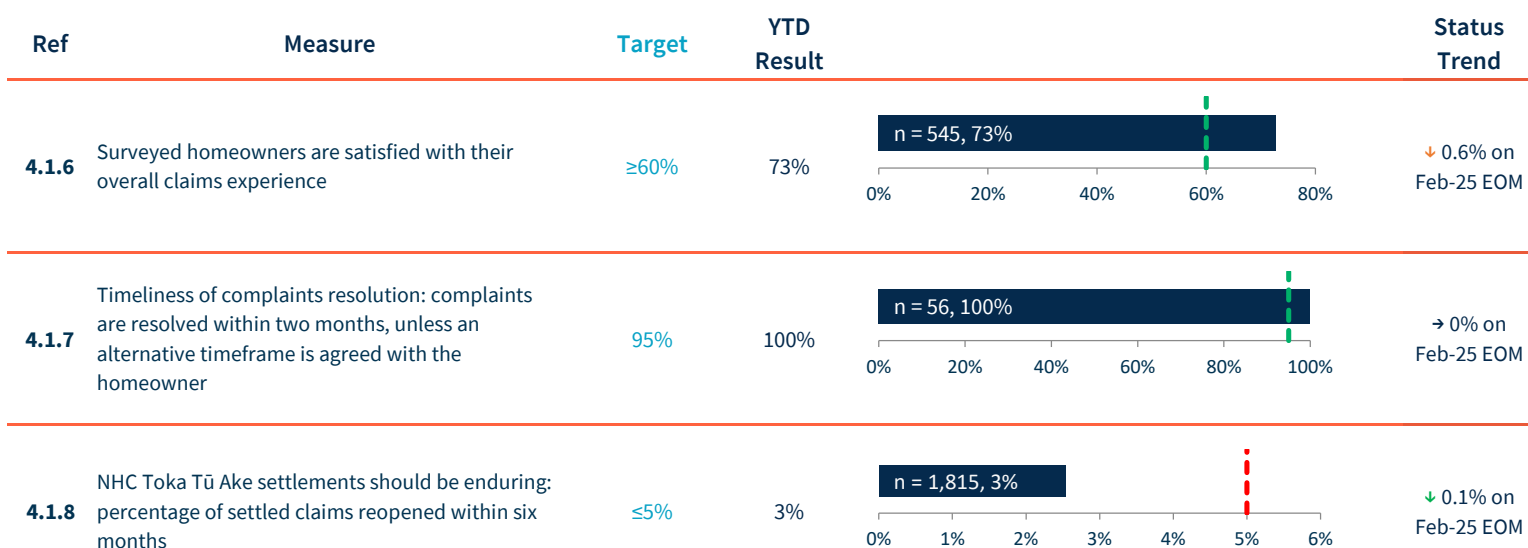 Ref Measure Target YTD Result Status Trend
4.1.6 Surveyed homeowners are satisfied with their
overall claims experience
≥60%
73%
n = 545, 73%
0% 20% 40% 60% 80%
↓ 0.6% on
Feb-25 EOM
4.1.7 Timeliness of complaints resolution: complaints
are resolved within two months, unless an
alternative timeframe is agreed with the
homeowner
95%
100%
n = 56, 100%
0% 20% 40% 60% 80% 100%
→ 0% on
Feb-25 EOM
4.1.8 NHC Toka Tū Ake settlements should be enduring:
percentage of settled claims reopened within six
months
≤5%
3%
n = 1,815, 3%
0% 1% 2% 3% 4% 5% 6%
↓ 0.1% on
Feb-25 EOM